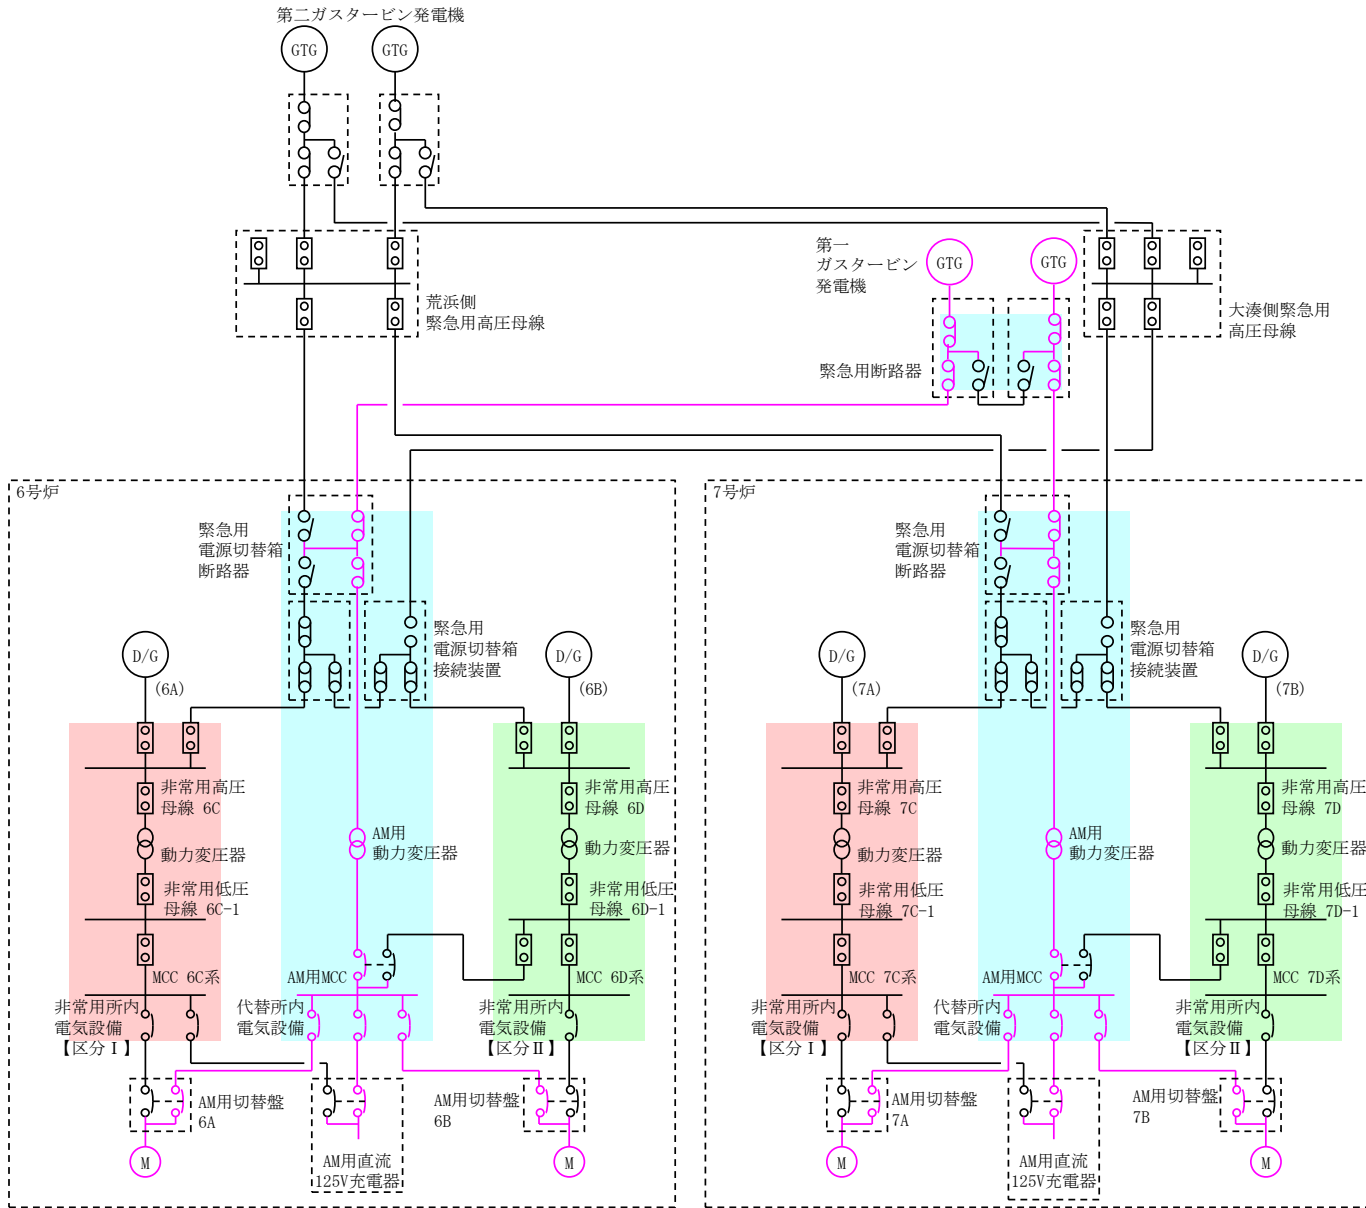 第二ガスタービン発電機
GTG
GTG
第一
ガスタービン
発電機
GTG
GTG
荒浜側
緊急用高圧母線
大湊側緊急用
高圧母線
緊急用断路器
6号炉
緊急用
電源切替箱
断路器
緊急用
電源切替箱
接続装置
D/G
(6A)
D/G
(6B)
非常用高圧
母線 6C
動力変圧器
非常用低圧
母線 6C-1
MCC 6C系
非常用所内
電気設備
【区分Ⅰ】
AM用
動力変圧器
AM用MCC
代替所内
電気設備
非常用高圧
母線 6D
動力変圧器
非常用低圧
母線 6D-1
MCC 6D系
非常用所内
電気設備
【区分Ⅱ】
AM用切替盤
6A
AM用切替盤
6B
M
AM用直流
125V充電器
M
7号炉
緊急用
電源切替箱
断路器
緊急用
電源切替箱
接続装置
D/G
(7A)
D/G
(7B)
非常用高圧
母線 7C
動力変圧器
非常用低圧
母線 7C-1
MCC 7C系
非常用所内
電気設備
【区分Ⅰ】
AM用
動力変圧器
AM用MCC
代替所内
電気設備
非常用高圧
母線 7D
動力変圧器
非常用低圧
母線 7D-1
MCC 7D系
非常用所内
電気設備
【区分Ⅱ】
AM用切替盤
7A
AM用切替盤
7B
M
AM用直流
125V充電器
M